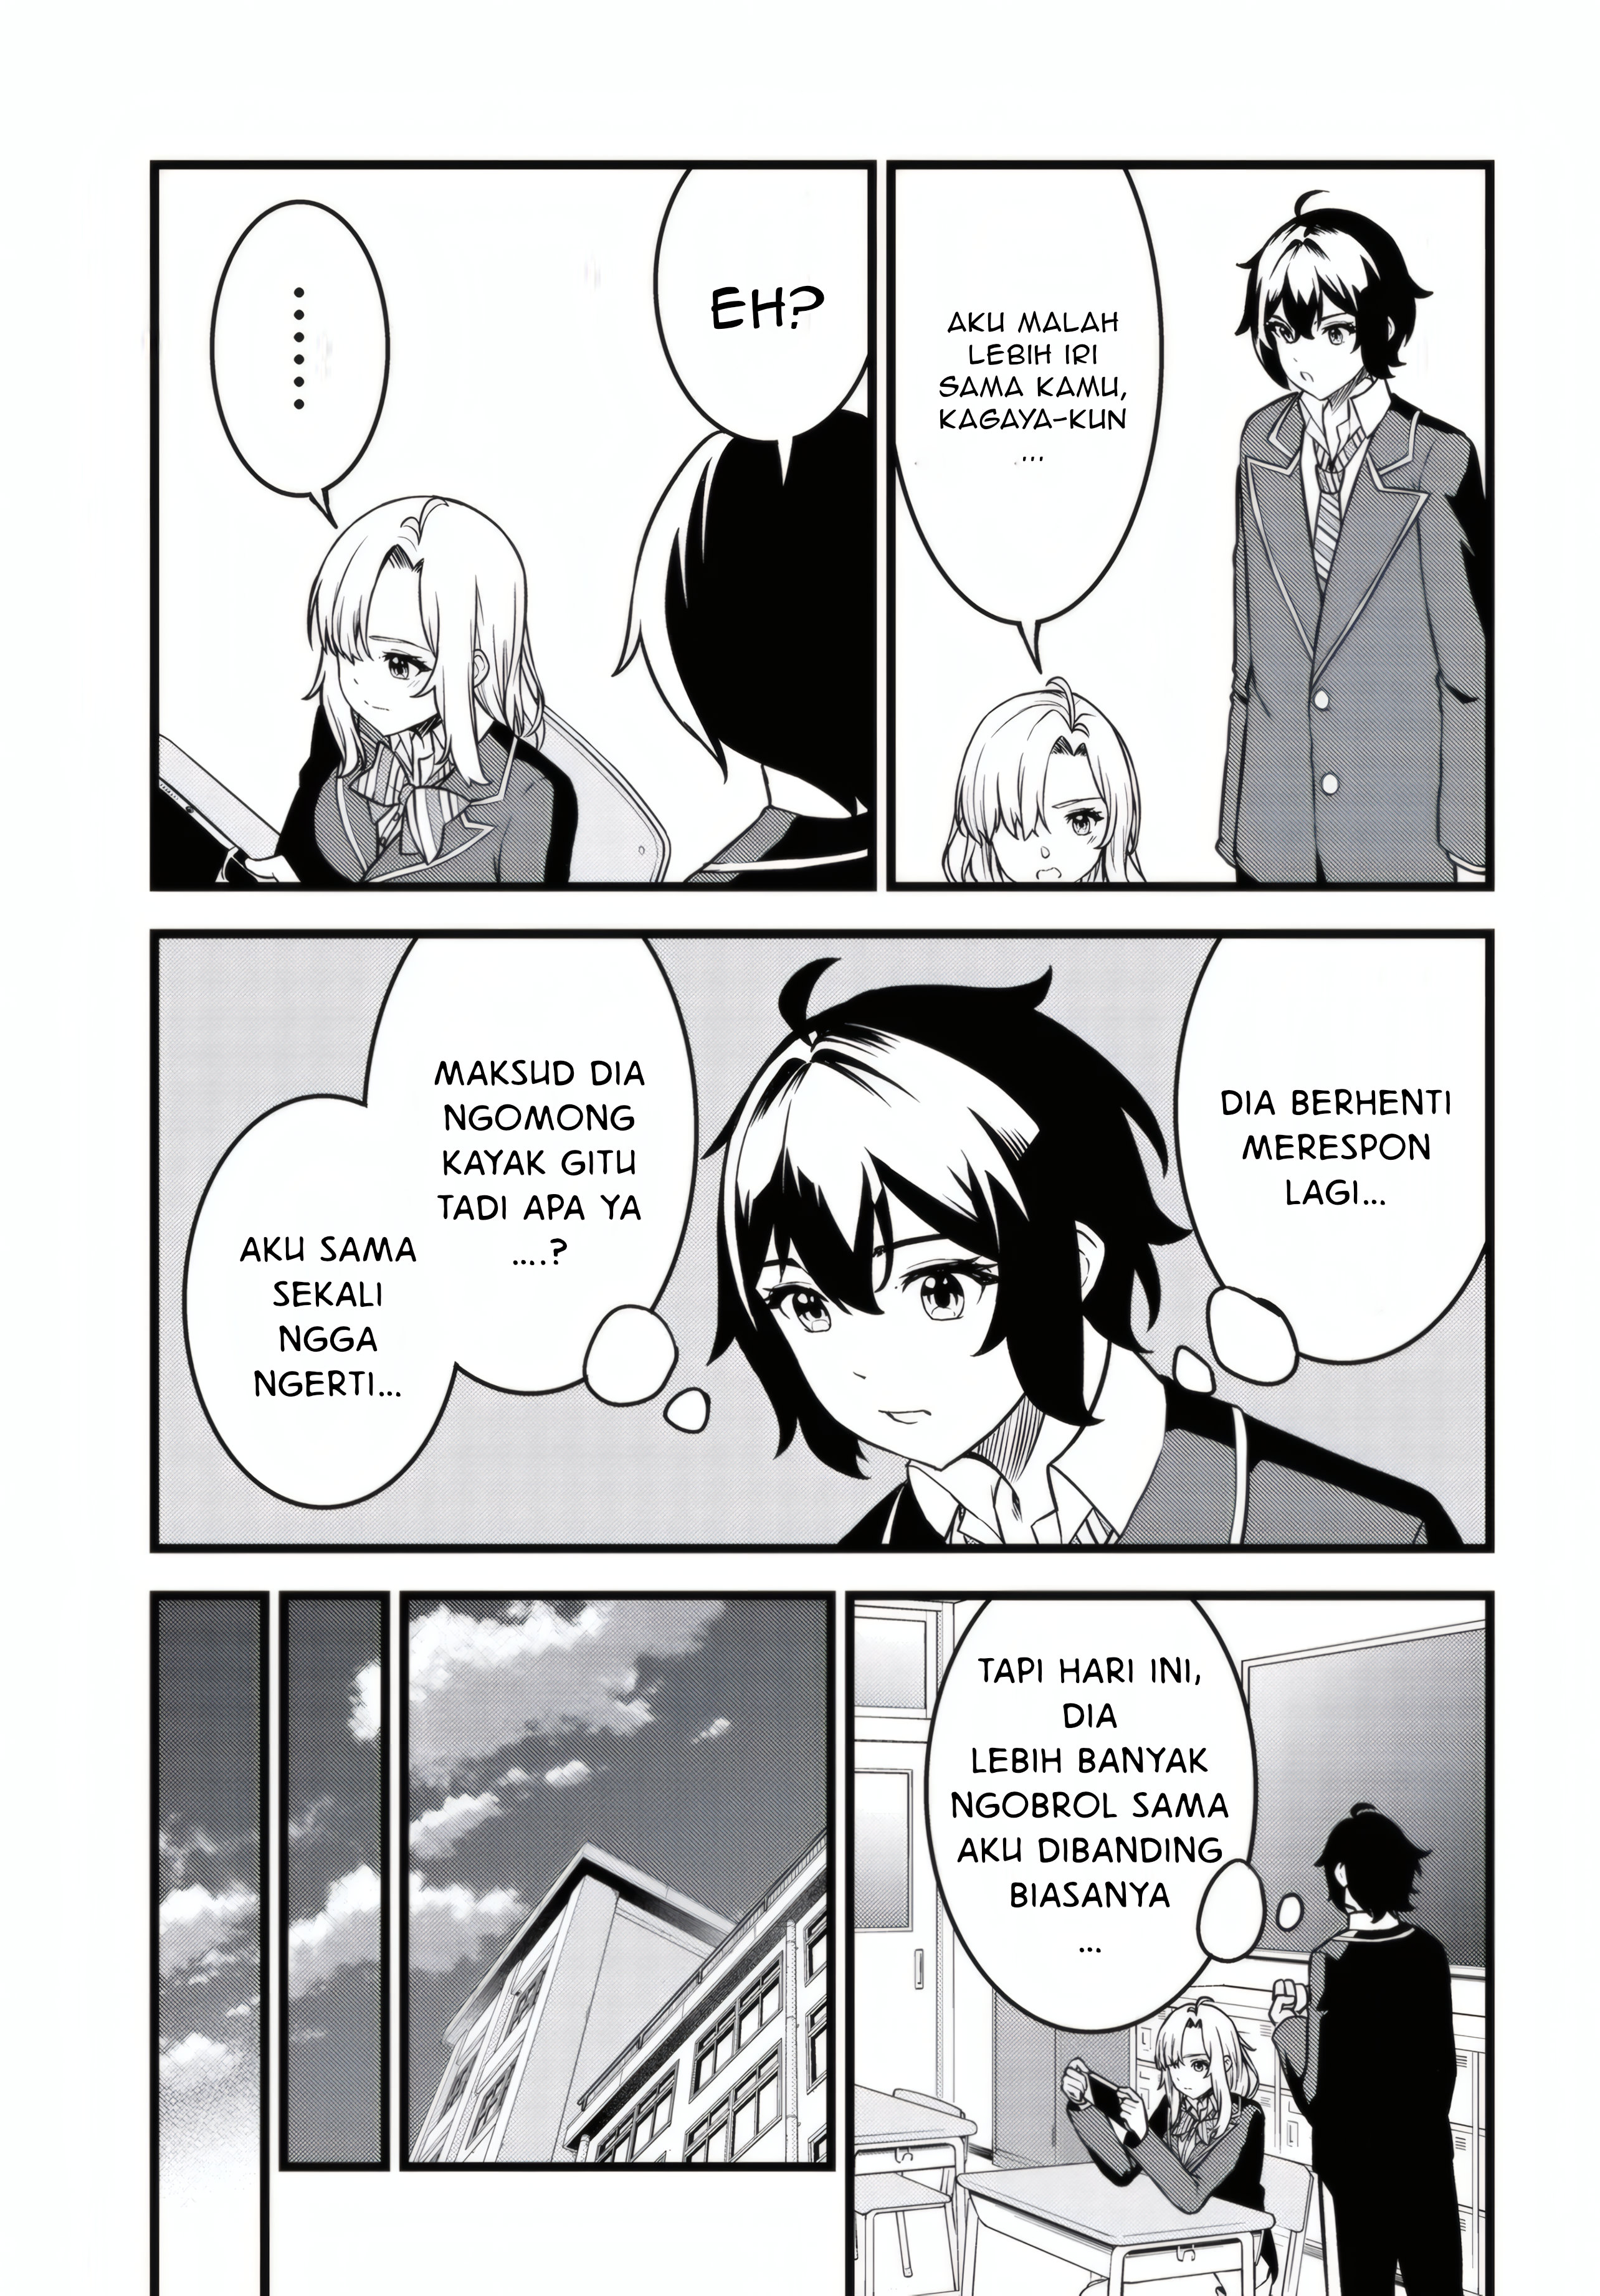 AKU MALAH
LEBIH IRI
SAMA KAMU,
KAGAYA-KUN
...
EH?
.......
DIA BERHENTI
MERESPON
LAGI...
MAKSUD DIA
NGOMONG
KAYAK GITU
TADI APA YA
....?
AKU SAMA
SEKALI
NGGA
NGERTI...
TAPI HARI INI,
DIA
LEBIH BANYAK
NGOBROL SAMA
AKU DIBANDING
BIASANYA
...